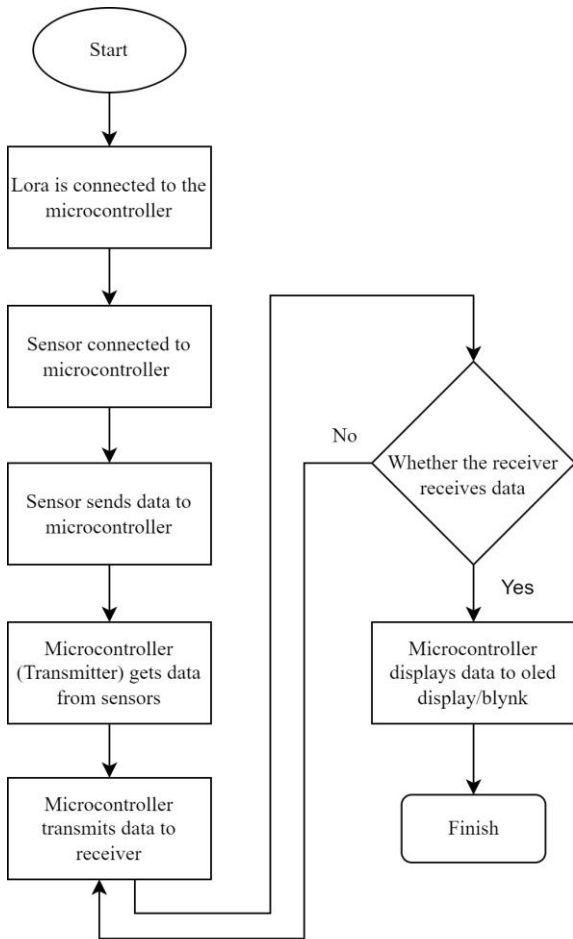 Start
Lora is connected to the
microcontroller
Sensor connected to
microcontroller
Sensor sends data to
microcontroller
Microcontroller
(Transmitter) gets data
from sensors
Microcontroller
transmits data to
receiver
No
Whether the receiver
receives data
Yes
Microcontroller
displays data to oled
display/blynk
Finish